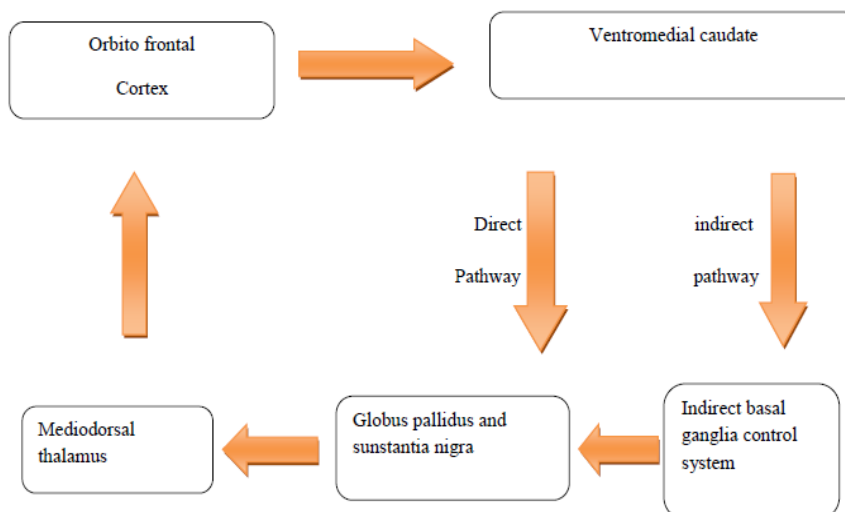 Orbito frontal
Cortex
Ventromedial caudate
Direct
Pathway
indirect
pathway
Mediodorsal
thalamus
Globus pallidus and
sunstantia nigra
Indirect basal
ganglia control
system